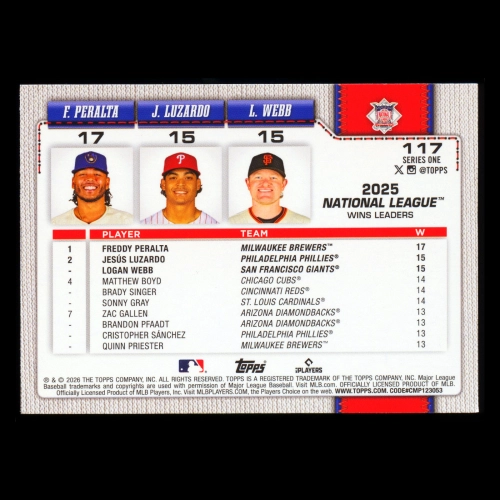 F. PERALTA J. LUZARDO L. WEBB
17 15 15
117
SERIES ONE
@TOPPS
2025
NATIONAL LEAGUE™
WINS LEADERS
PLAYER TEAM W
1 FREDDY PERALTA MILWAUKEE BREWERS™ 17
2 JESÚS LUZARDO PHILADELPHIA PHILLIES® 15
- LOGAN WEBB SAN FRANCISCO GIANTS® 15
4 MATTHEW BOYD CHICAGO CUBS® 14
- BRADY SINGER CINCINNATI REDS® 14
- SONNY GRAY ST. LOUIS CARDINALS® 14
7 ZAC GALLEN ARIZONA DIAMONDBACKS® 13
- BRANDON PFAADT ARIZONA DIAMONDBACKS® 13
- CRISTOPHER SÁNCHEZ PHILADELPHIA PHILLIES® 13
- QUINN PRIESTER MILWAUKEE BREWERS™ 13
TOPPS PLAYERS
® & © 2026 THE TOPPS COMPANY, INC. ALL RIGHTS RESERVED. TOPPS IS A REGISTERED TRADEMARK OF THE TOPPS COMPANY, INC. Major League
Baseball trademarks and copyrights are used with permission of Major League Baseball. Visit MLB.com. OFFICIALLY LICENSED PRODUCT OF MLB.
Officially Licensed Product of MLB Players, Inc. Visit MLBPLAYERS.COM, the Players Choice on the web. WWW.TOPPS.COM. CODE#CMP123053